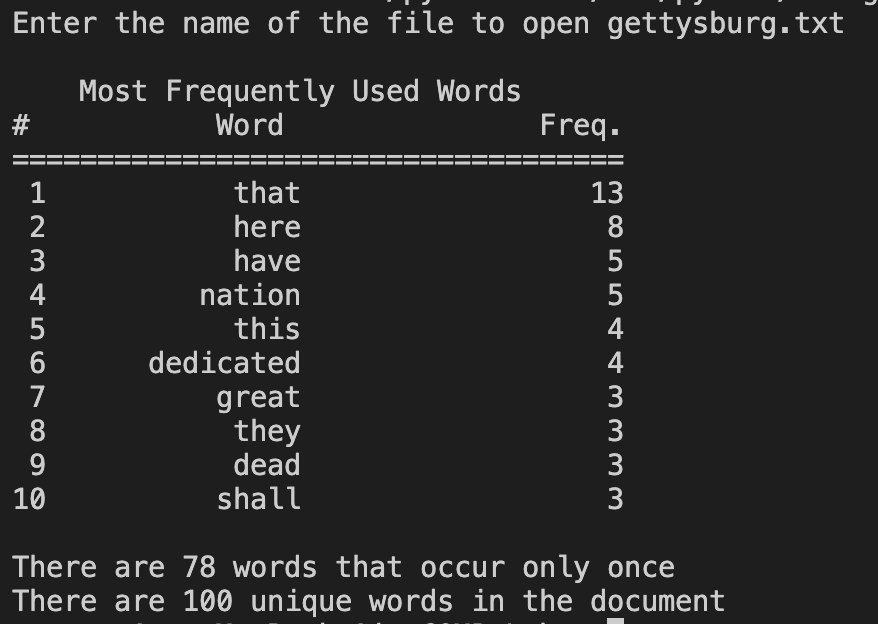 Enter the name of the file to open gettysburg.txt
Most Frequently Used Words
# Word Freq.
====================================
1 that 13
2 here 8
3 have 5
4 nation 5
5 this 4
6 dedicated 4
7 great 3
8 they 3
9 dead 3
10 shall 3
There are 78 words that occur only once
There are 100 unique words in the document